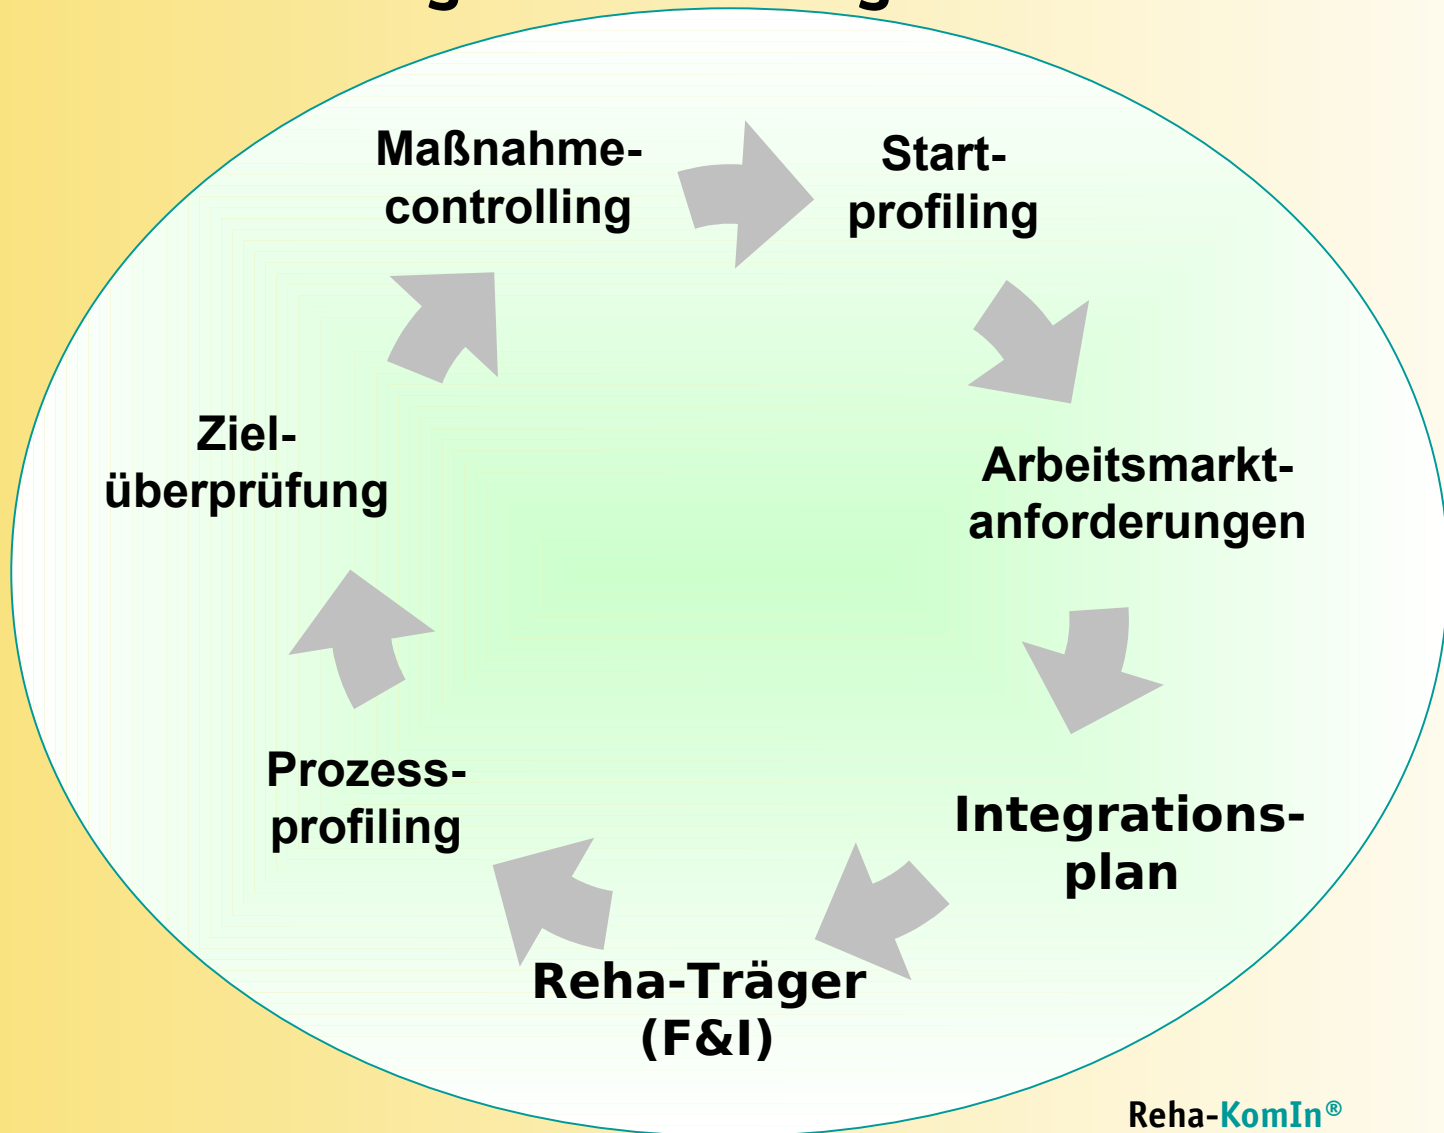 Maßnahme-
controlling
Start-
profiling
Arbeitsmarkt-
anforderungen
Integrations-
plan
Reha-Träger
(F&I)
Prozess-
profiling
Ziel-
überprüfung
Reha-KomIn®